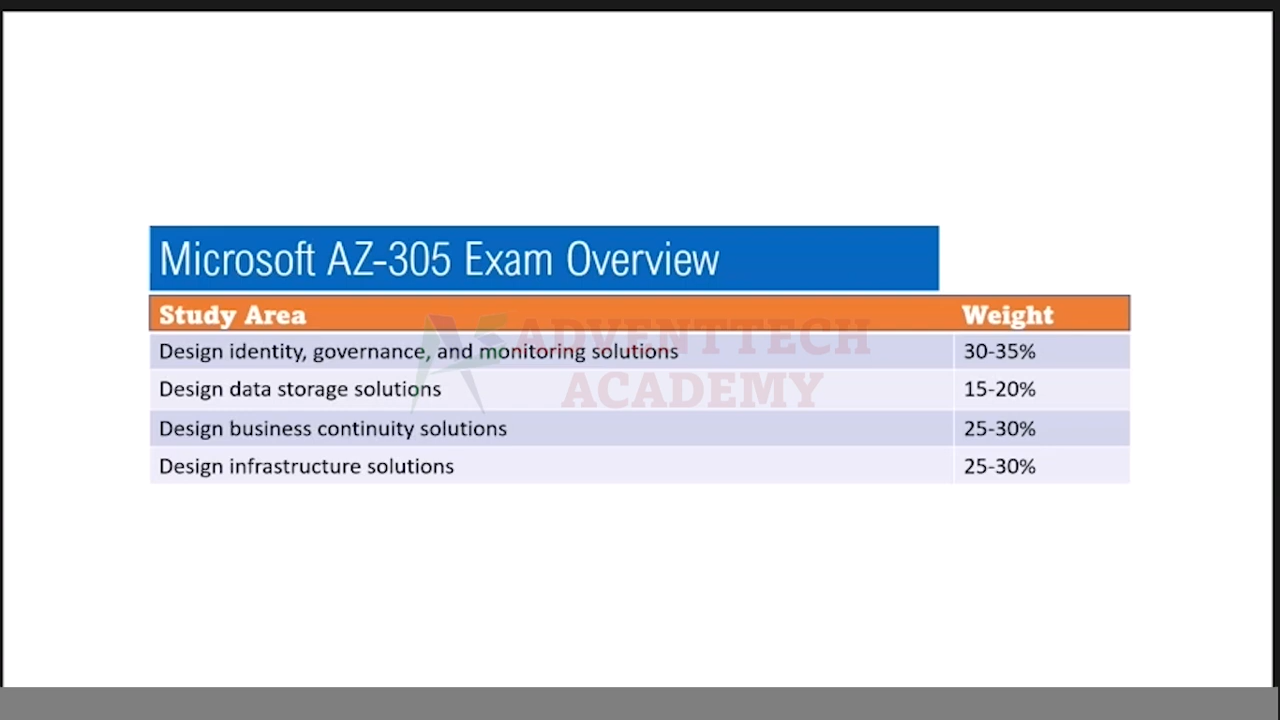 Microsoft AZ-305 Exam Overview
Study Area Weight
Design identity, governance, and monitoring solutions 30-35%
Design data storage solutions 15-20%
Design business continuity solutions 25-30%
Design infrastructure solutions 25-30%
ADVENTTECH
ACADEMY